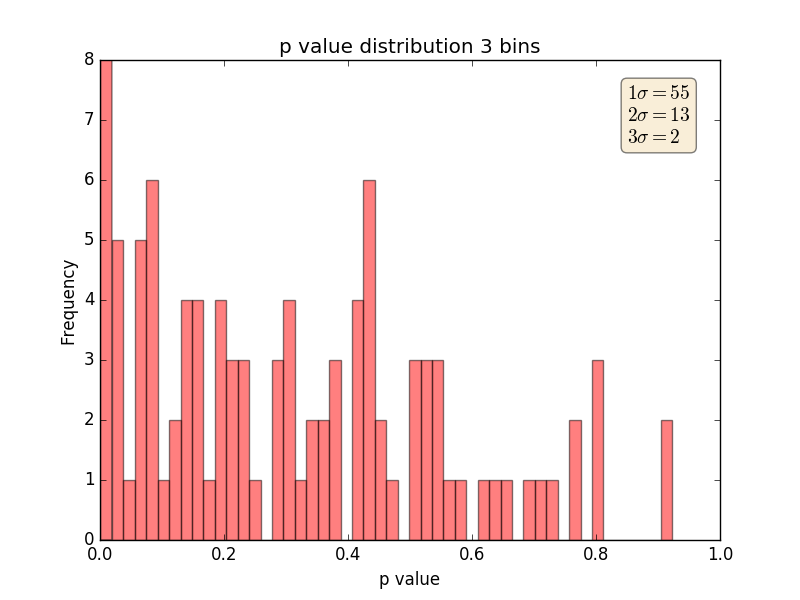 p value distribution 3 bins
8
7
6
5
4
3
2
1
0
Frequency
1σ = 55
2σ = 13
3σ = 2
0.0 0.2 0.4 0.6 0.8 1.0
p value